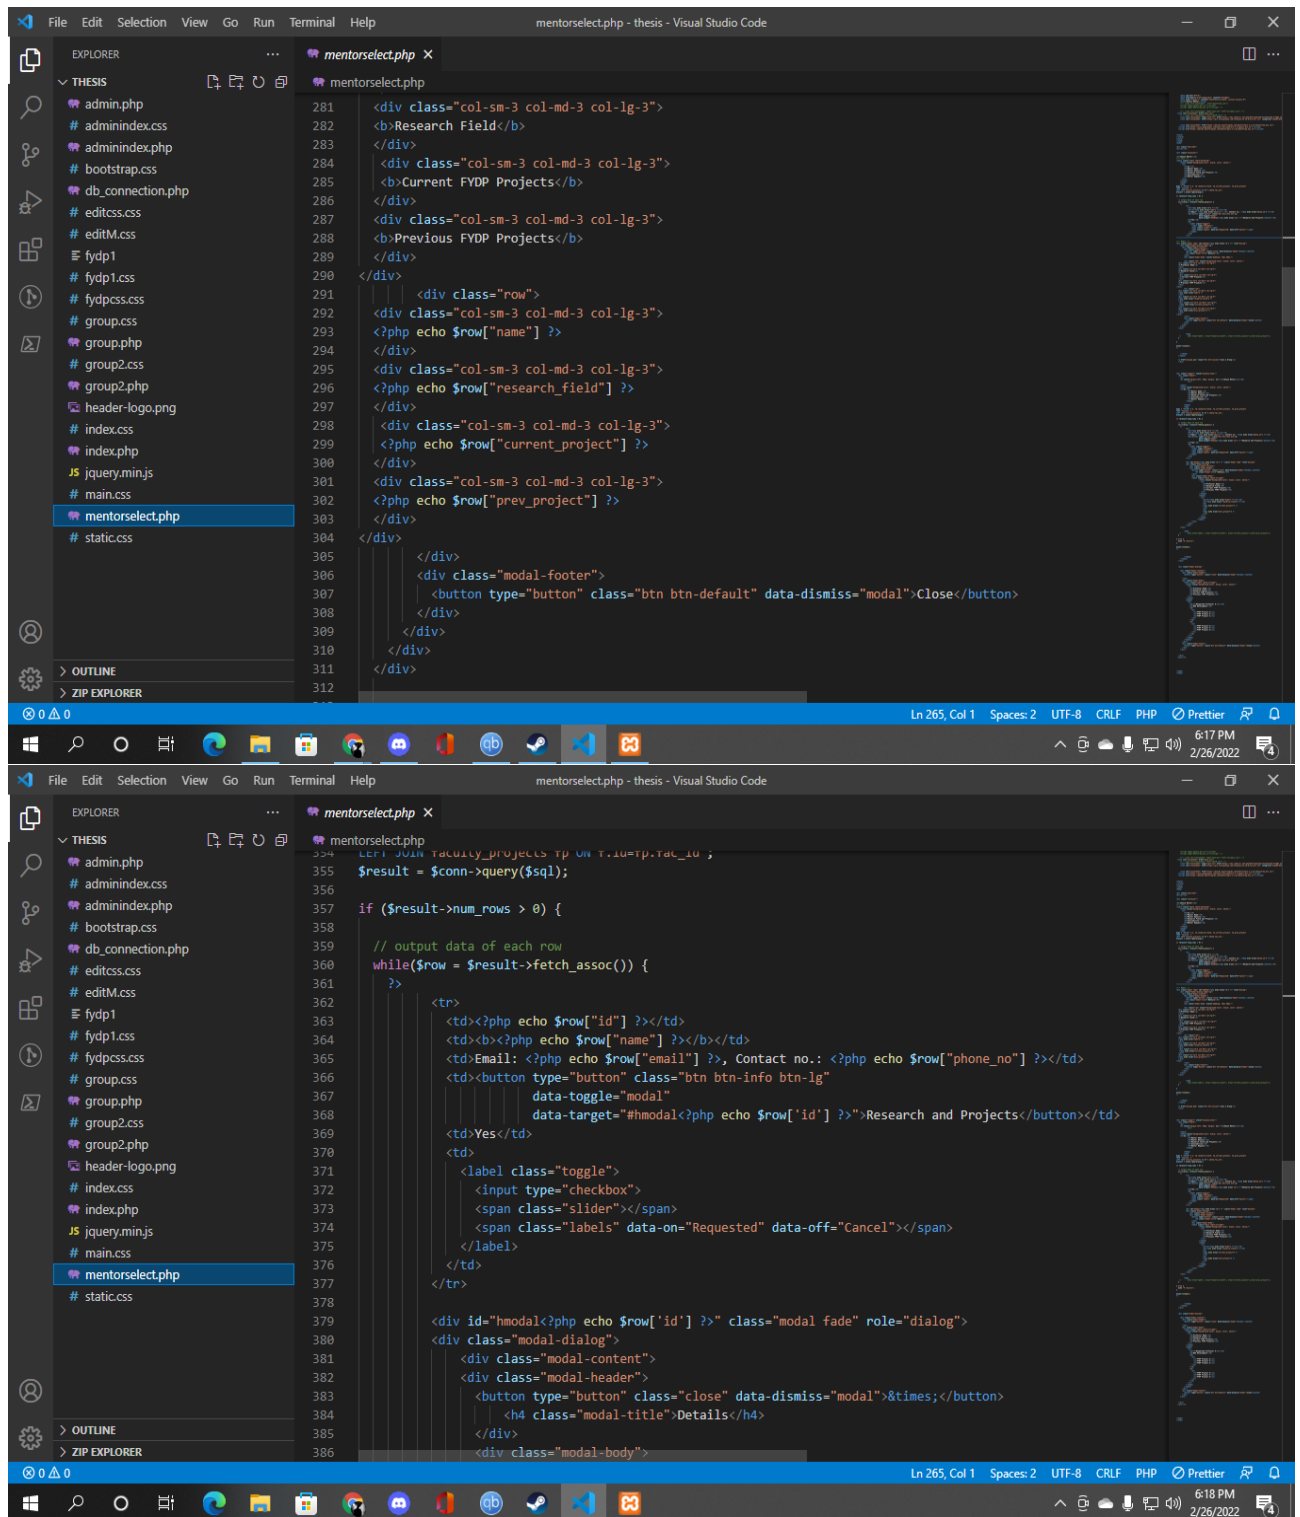 File Edit Selection View Go Run Terminal Help mentorselect.php - thesis - Visual Studio Code
EXPLORER ··· mentorselect.php
THESIS mentorselect.php
admin.php
# adminindex.css
adminindex.php
# bootstrap.css
db_connection.php
# editcss.css
# editM.css
fydp1
# fydp1.css
# fydpcss.css
# group.css
group.php
# group2.css
group2.php
header-logo.png
# index.css
index.php
JS jquery.min.js
# main.css
mentorselect.php
# static.css
OUTLINE
ZIP EXPLORER
281 <div class="col-sm-3 col-md-3 col-lg-3">
282 <b>Research Field</b>
283 </div>
284 <div class="col-sm-3 col-md-3 col-lg-3">
285 <b>Current FYDP Projects</b>
286 </div>
287 <div class="col-sm-3 col-md-3 col-lg-3">
288 <b>Previous FYDP Projects</b>
289 </div>
290 </div>
291 <div class="row">
292 <div class="col-sm-3 col-md-3 col-lg-3">
293 <?php echo $row["name"] ?>
294 </div>
295 <div class="col-sm-3 col-md-3 col-lg-3">
296 <?php echo $row["research_field"] ?>
297 </div>
298 <div class="col-sm-3 col-md-3 col-lg-3">
299 <?php echo $row["current_project"] ?>
300 </div>
301 <div class="col-sm-3 col-md-3 col-lg-3">
302 <?php echo $row["prev_project"] ?>
303 </div>
304 </div>
305 </div>
306 <div class="modal-footer">
307 <button type="button" class="btn btn-default" data-dismiss="modal">Close</button>
308 </div>
309 </div>
310 </div>
311 </div>
312
0 0 Ln 265, Col 1 Spaces: 2 UTF-8 CRLF PHP Prettier
6:17 PM
2/26/2022
4
File Edit Selection View Go Run Terminal Help mentorselect.php - thesis - Visual Studio Code
EXPLORER ··· mentorselect.php
THESIS mentorselect.php
admin.php
# adminindex.css
adminindex.php
# bootstrap.css
db_connection.php
# editcss.css
# editM.css
fydp1
# fydp1.css
# fydpcss.css
# group.css
group.php
# group2.css
group2.php
header-logo.png
# index.css
index.php
JS jquery.min.js
# main.css
mentorselect.php
# static.css
OUTLINE
ZIP EXPLORER
354 LEFT JOIN faculty_projects fp ON f.id=fp.fac_id";
355 $result = $conn->query($sql);
356
357 if ($result->num_rows > 0) {
358
359 // output data of each row
360 while($row = $result->fetch_assoc()) {
361 ?>
362 <tr>
363 <td><?php echo $row["id"] ?></td>
364 <td><b><?php echo $row["name"] ?></b></td>
365 <td>Email: <?php echo $row["email"] ?>, Contact no.: <?php echo $row["phone_no"] ?></td>
366 <td><button type="button" class="btn btn-info btn-lg"
367 data-toggle="modal"
368 data-target="#hmodal<?php echo $row['id'] ?>">Research and Projects</button></td>
369 <td>Yes</td>
370 <td>
371 <label class="toggle">
372 <input type="checkbox">
373 <span class="slider"></span>
374 <span class="labels" data-on="Requested" data-off="Cancel"></span>
375 </label>
376 </td>
377 </tr>
378
379 <div id="hmodal<?php echo $row['id'] ?>" class="modal fade" role="dialog">
380 <div class="modal-dialog">
381 <div class="modal-content">
382 <div class="modal-header">
383 <button type="button" class="close" data-dismiss="modal">&times;</button>
384 <h4 class="modal-title">Details</h4>
385 </div>
386 <div class="modal-body">
0 0 Ln 265, Col 1 Spaces: 2 UTF-8 CRLF PHP Prettier
6:18 PM
2/26/2022
4